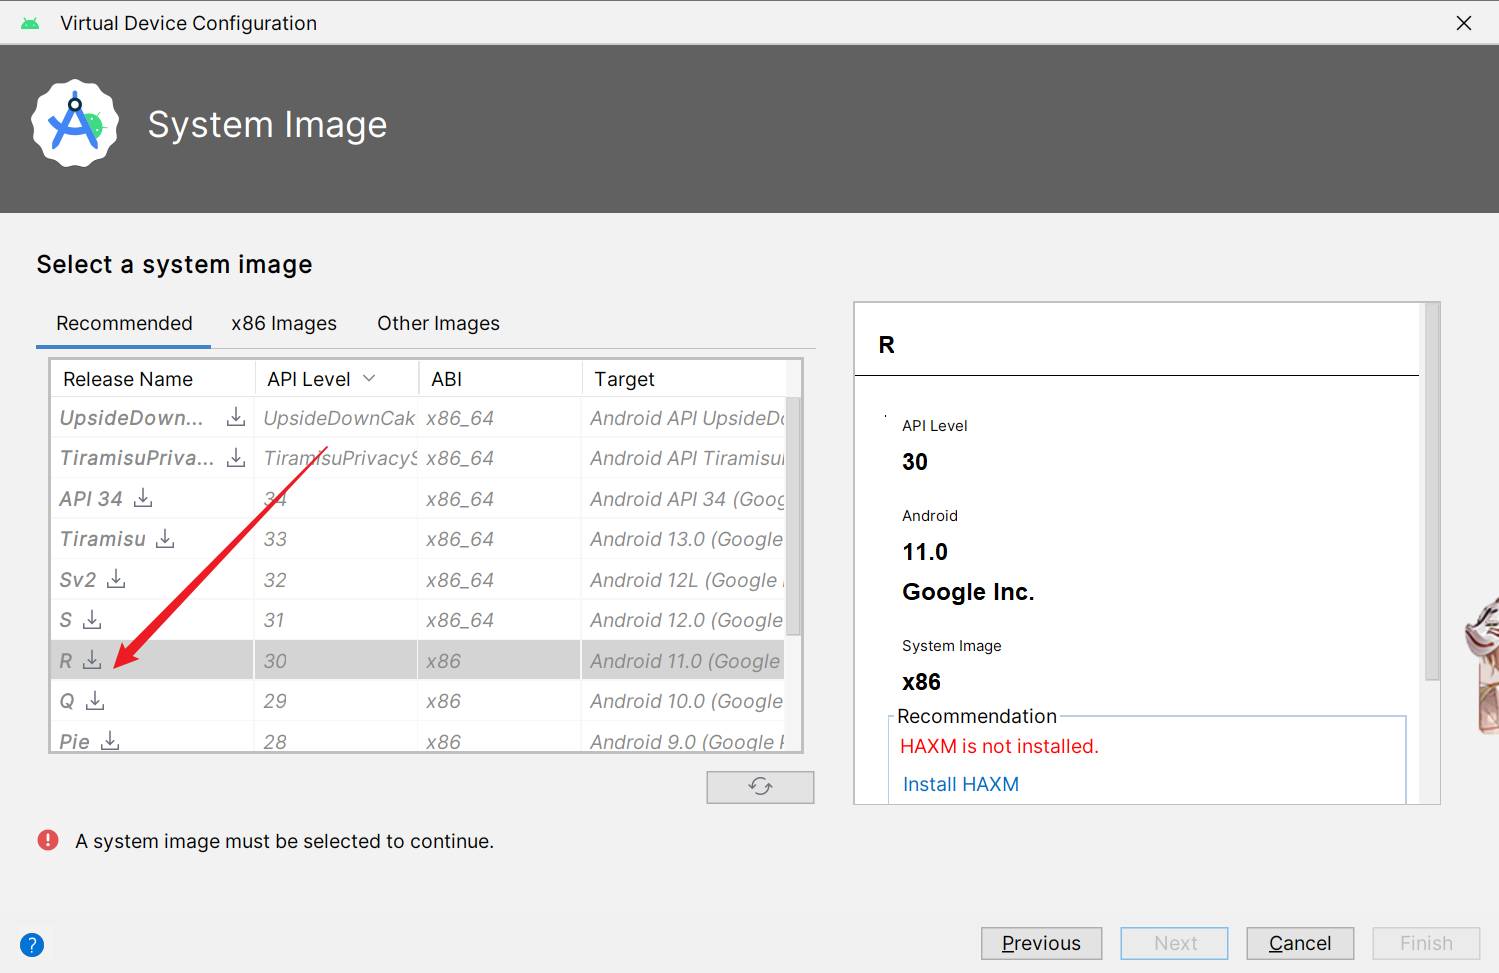 Virtual Device Configuration
System Image
Select a system image
Recommended x86 Images Other Images
Release Name API Level ABI Target
UpsideDown... UpsideDownCak x86_64 Android API UpsideDo
TiramisuPriva... TiramisuPrivacyS x86_64 Android API Tiramisu
API 34 34 x86_64 Android API 34 (Goog
Tiramisu 33 x86_64 Android 13.0 (Google
Sv2 32 x86_64 Android 12L (Google
S 31 x86_64 Android 12.0 (Google
R 30 x86 Android 11.0 (Google
Q 29 x86 Android 10.0 (Google
Pie 28 x86 Android 9.0 (Google P
A system image must be selected to continue.
R
API Level
30
Android
11.0
Google Inc.
System Image
x86
Recommendation
HAXM is not installed.
Install HAXM
? Previous Next Cancel Finish